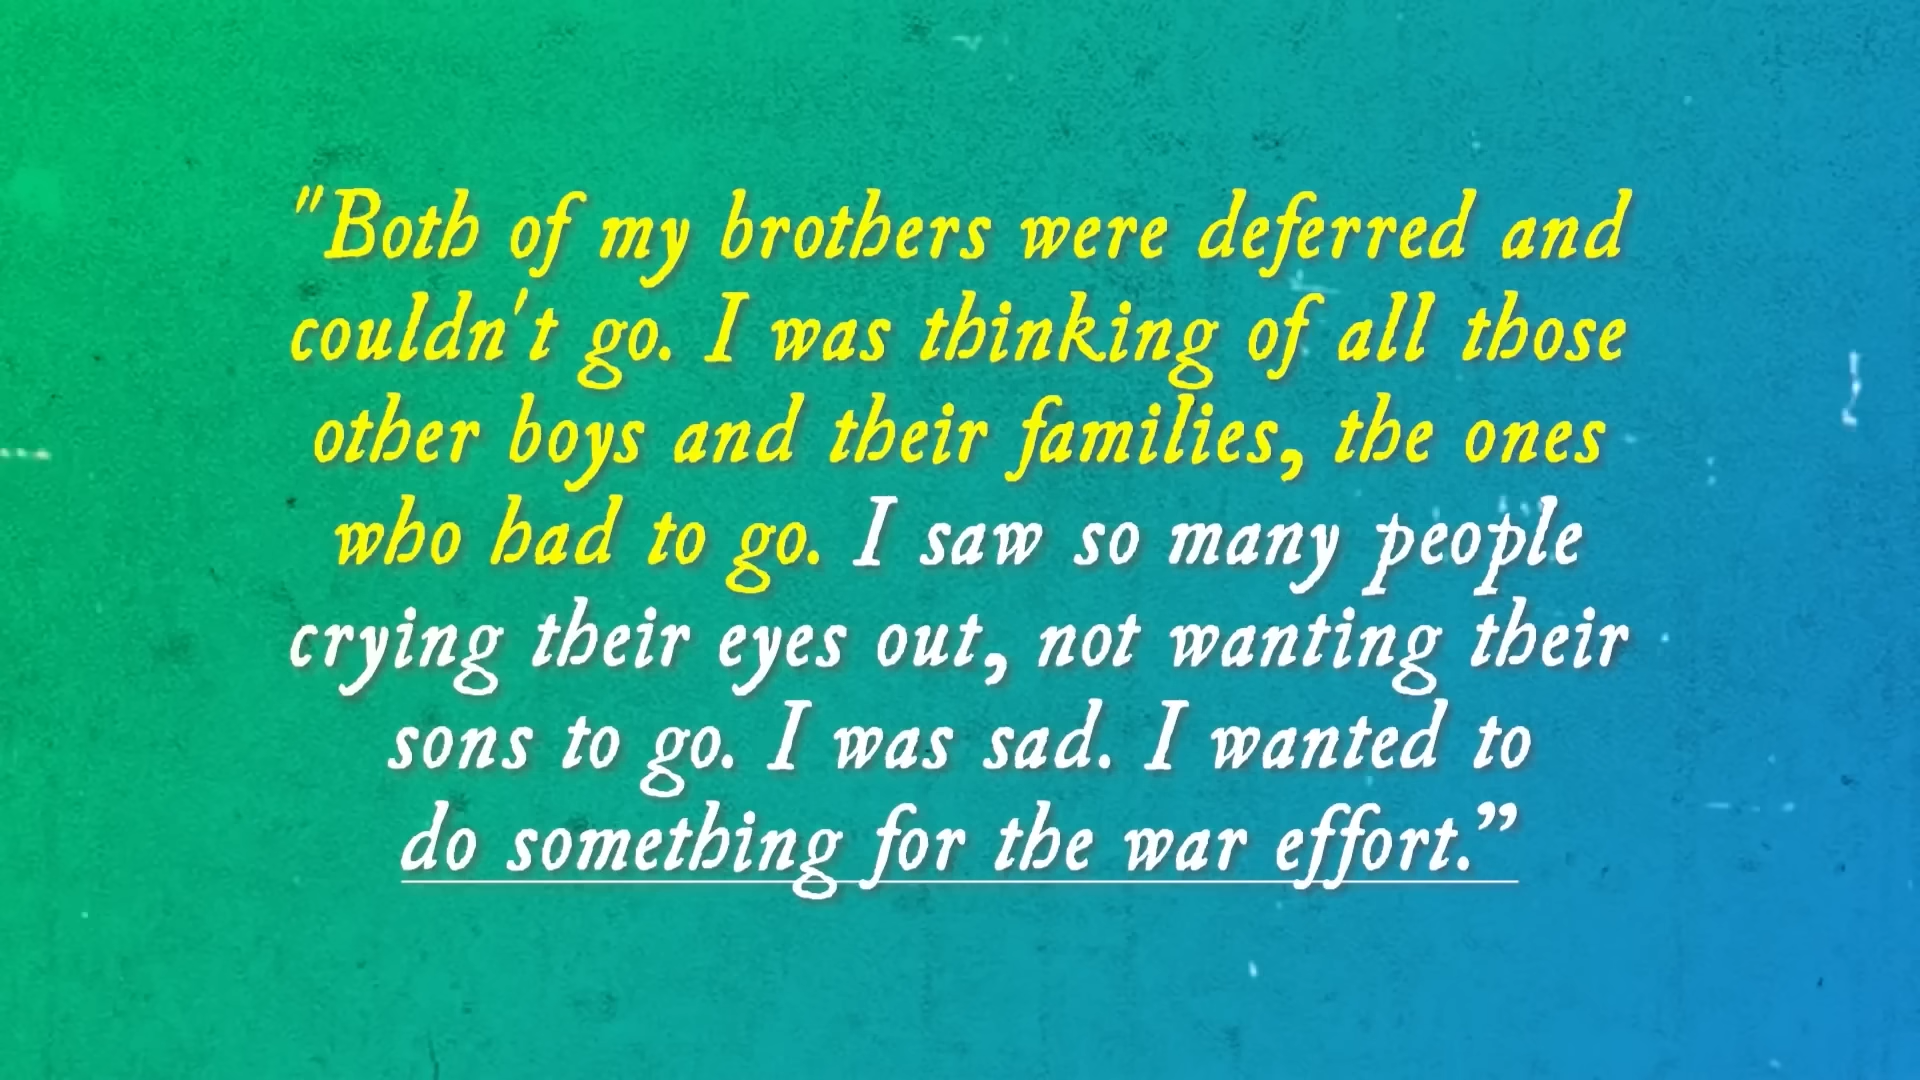 "Both of my brothers were deferred and
couldn't go. I was thinking of all those
other boys and their families, the ones
who had to go. I saw so many people
crying their eyes out, not wanting their
sons to go. I was sad. I wanted to
do something for the war effort.”